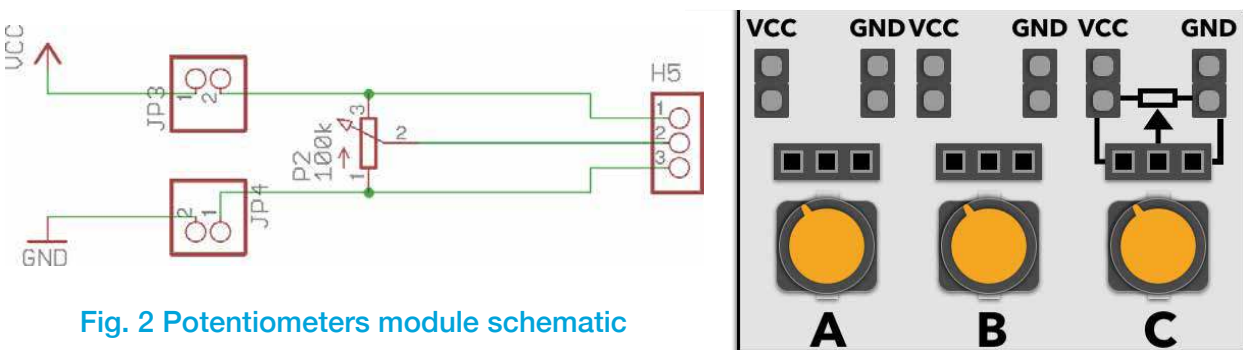 VCC
JP3
1 2
P2
100k
3
2
1
H5
1
2
3
2 1
JP4
GND
Fig. 2 Potentiometers module schematic
VCC GND VCC GND VCC GND
A B C